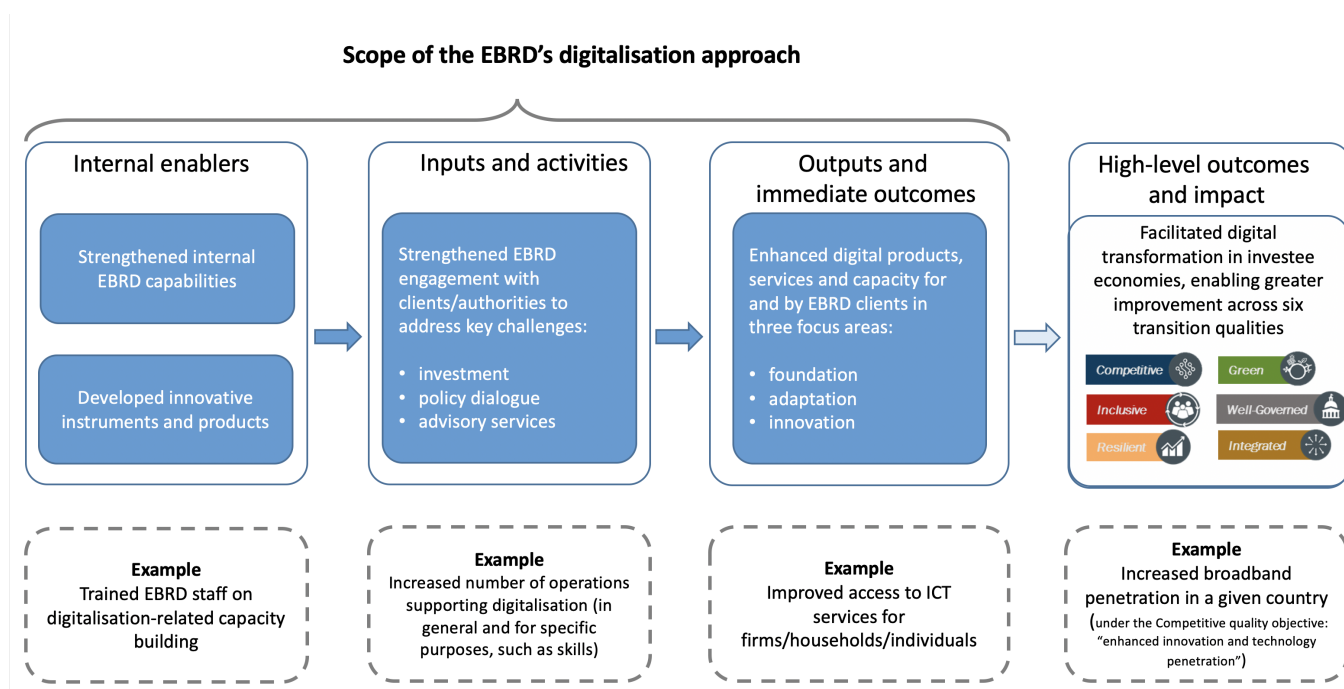 Scope of the EBRD’s digitalisation approach
Internal enablers
Strengthened internal
EBRD capabilities
Developed innovative
instruments and products
Inputs and activities
Strengthened EBRD
engagement with
clients/authorities to
address key challenges:
• investment
• policy dialogue
• advisory services
Outputs and
immediate outcomes
Enhanced digital products,
services and capacity for
and by EBRD clients in
three focus areas:
• foundation
• adaptation
• innovation
High-level outcomes
and impact
Facilitated digital
transformation in investee
economies, enabling greater
improvement across six
transition qualities
Competitive
Green
Inclusive
Well-Governed
Resilient
Integrated
Example
Trained EBRD staff on
digitalisation-related capacity
building
Example
Increased number of operations
supporting digitalisation (in
general and for specific
purposes, such as skills)
Example
Improved access to ICT
services for
firms/households/individuals
Example
Increased broadband
penetration in a given country
(under the Competitive quality objective:
“enhanced innovation and technology
penetration”)